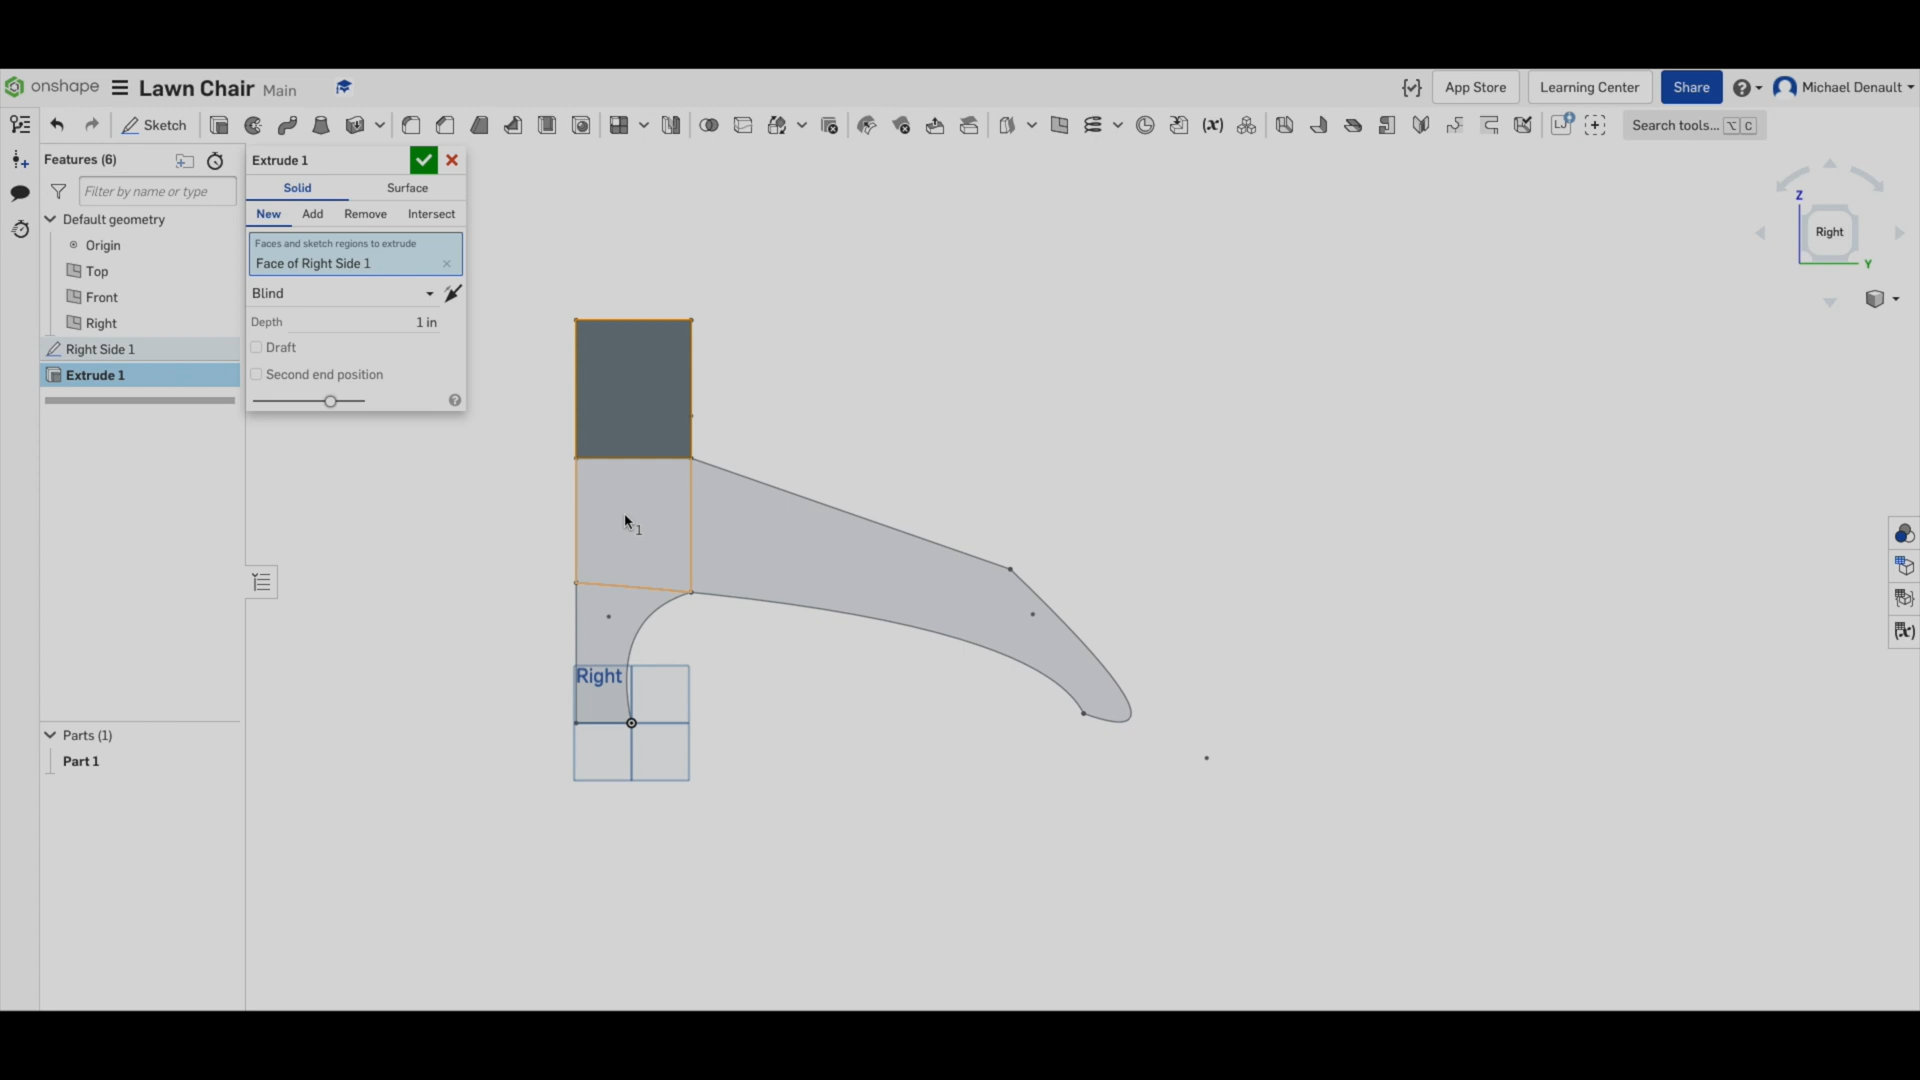 onshape Lawn Chair Main
App Store
Learning Center
Share
Michael Denault
Sketch
Search tools... ⌥ C
Features (6)
Filter by name or type
Default geometry
Origin
Top
Front
Right
Right Side 1
Extrude 1
Parts (1)
Part 1
Extrude 1
Solid
Surface
New
Add
Remove
Intersect
Faces and sketch regions to extrude
Face of Right Side 1
Blind
Depth
1 in
Draft
Second end position
1
Right
Z
Right
Y
(x)
(x)